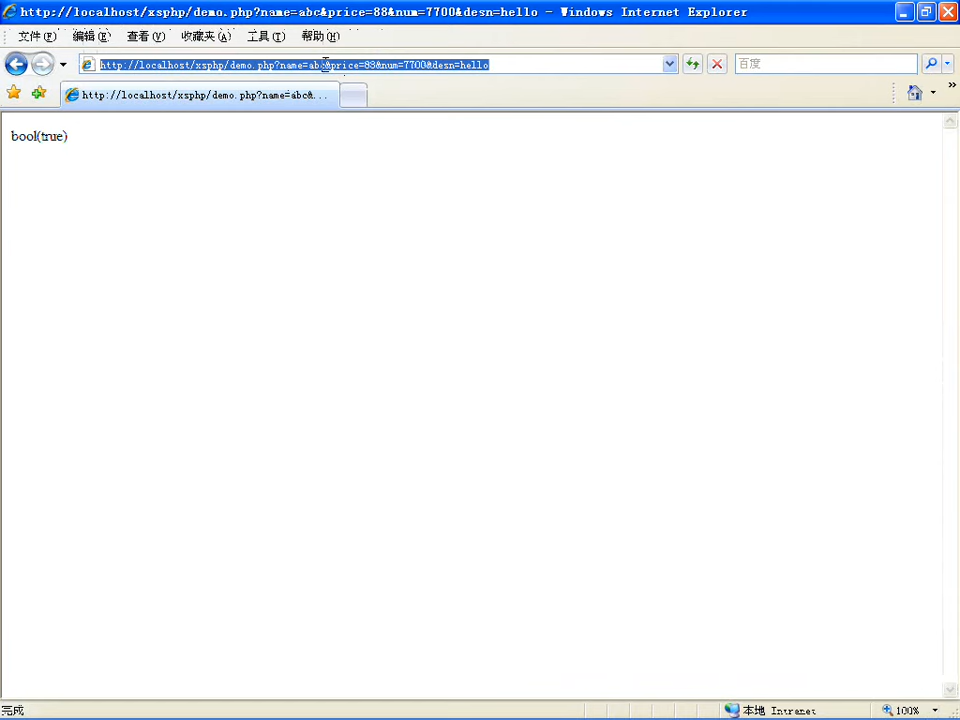 http://localhost/xsphp/demo.php?name=abc&price=88&num=7700&desn=hello - Windows Internet Explorer
文件(F) 编辑(E) 查看(V) 收藏夹(A) 工具(T) 帮助(H)
http://localhost/xsphp/demo.php?name=abc&price=88&num=7700&desn=hello 百度
http://localhost/xsphp/demo.php?name=abc&... »
bool(true)
完成 本地 Intranet 100%